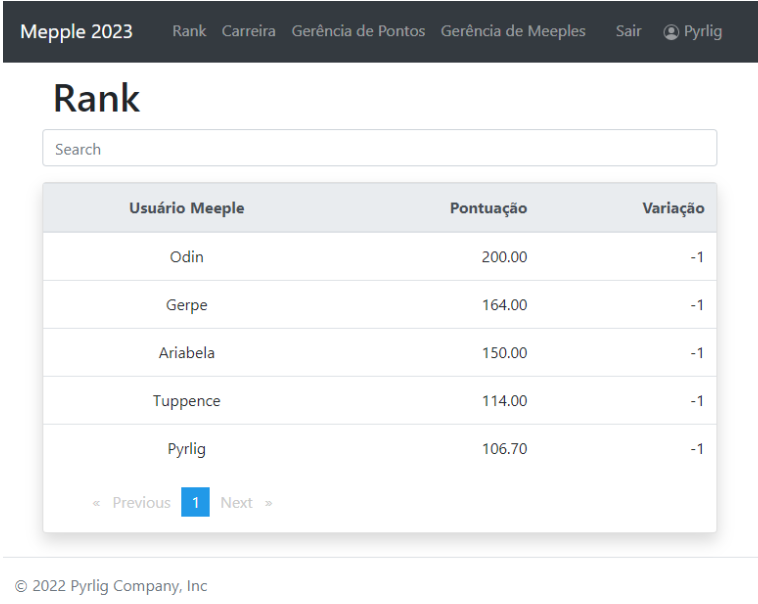 Mepple 2023 Rank Carreira Gerência de Pontos Gerência de Meeples Sair Pyrlig
Rank
Search
Usuário Meeple Pontuação Variação
Odin 200.00 -1
Gerpe 164.00 -1
Ariabela 150.00 -1
Tuppence 114.00 -1
Pyrlig 106.70 -1
« Previous 1 Next »
© 2022 Pyrlig Company, Inc